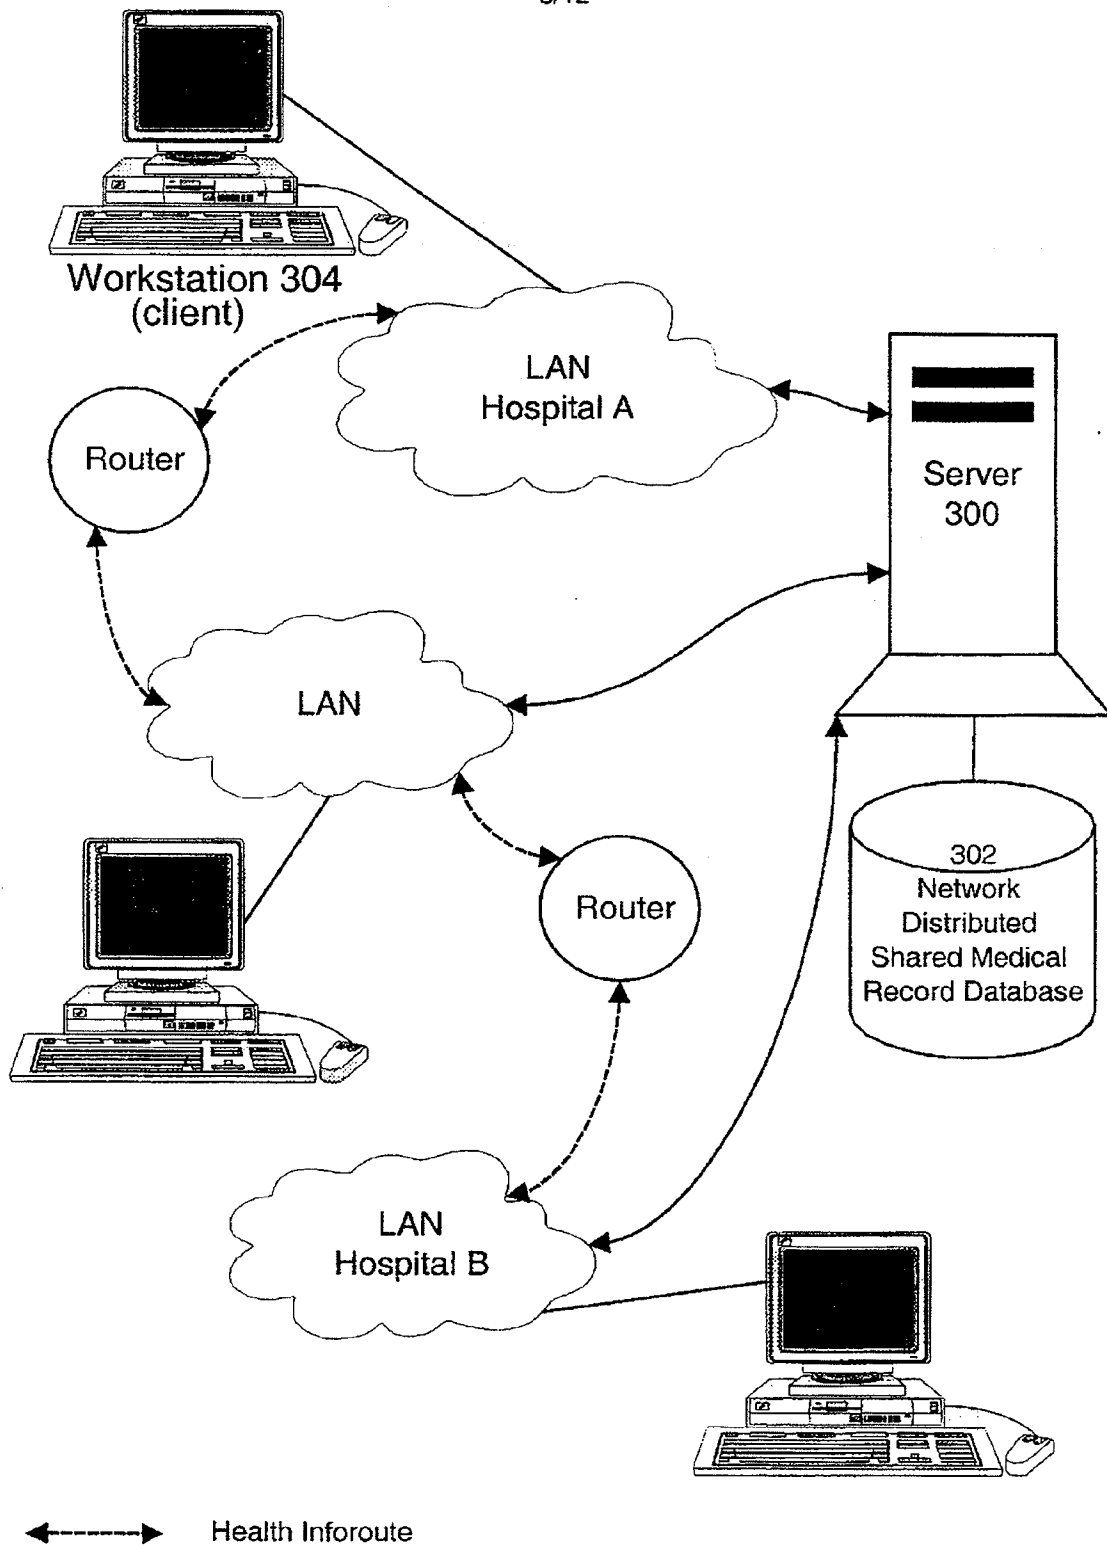 Workstation 304
(client)
LAN
Hospital A
Router
Server
300
LAN
302
Network
Distributed
Shared Medical
Record Database
Router
LAN
Hospital B
Health Inforoute